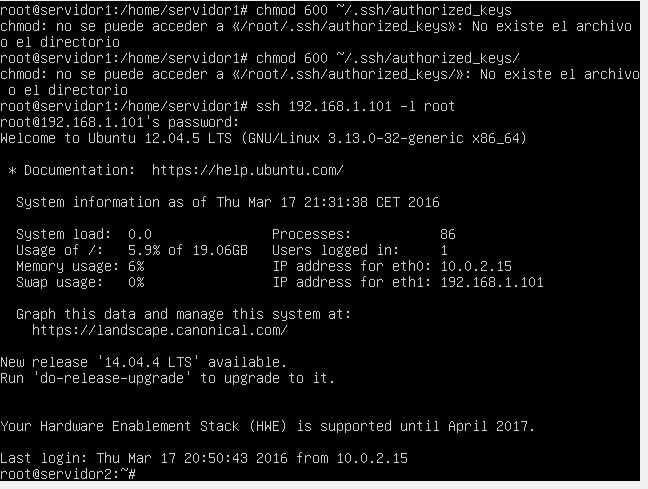 root@servidor1:/home/servidor1# chmod 600 ~/.ssh/authorized_keys
chmod: no se puede acceder a «/root/.ssh/authorized_keys»: No existe el archivo
o el directorio
root@servidor1:/home/servidor1# chmod 600 ~/.ssh/authorized_keys/
chmod: no se puede acceder a «/root/.ssh/authorized_keys/»: No existe el archivo
 o el directorio
root@servidor1:/home/servidor1# ssh 192.168.1.101 -l root
root@192.168.1.101's password:
Welcome to Ubuntu 12.04.5 LTS (GNU/Linux 3.13.0-32-generic x86_64)

 * Documentation:  https://help.ubuntu.com/

  System information as of Thu Mar 17 21:31:38 CET 2016

  System load:  0.0               Processes:           86
  Usage of /:   5.9% of 19.06GB   Users logged in:     1
  Memory usage: 6%                IP address for eth0: 10.0.2.15
  Swap usage:   0%                IP address for eth1: 192.168.1.101

  Graph this data and manage this system at:
    https://landscape.canonical.com/

New release '14.04.4 LTS' available.
Run 'do-release-upgrade' to upgrade to it.


Your Hardware Enablement Stack (HWE) is supported until April 2017.

Last login: Thu Mar 17 20:50:43 2016 from 10.0.2.15
root@servidor2:~#